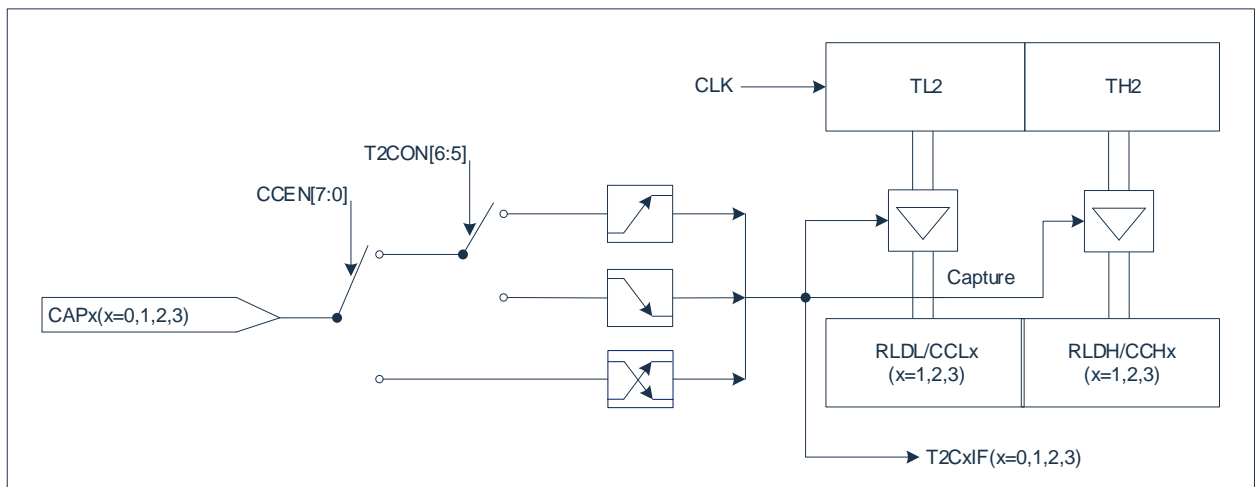 CLK
TL2
TH2
T2CON[6:5]
CCEN[7:0]
Capture
CAPx(x=0,1,2,3)
RLDL/CCLx
(x=1,2,3)
RLDH/CCHx
(x=1,2,3)
T2CxIF(x=0,1,2,3)